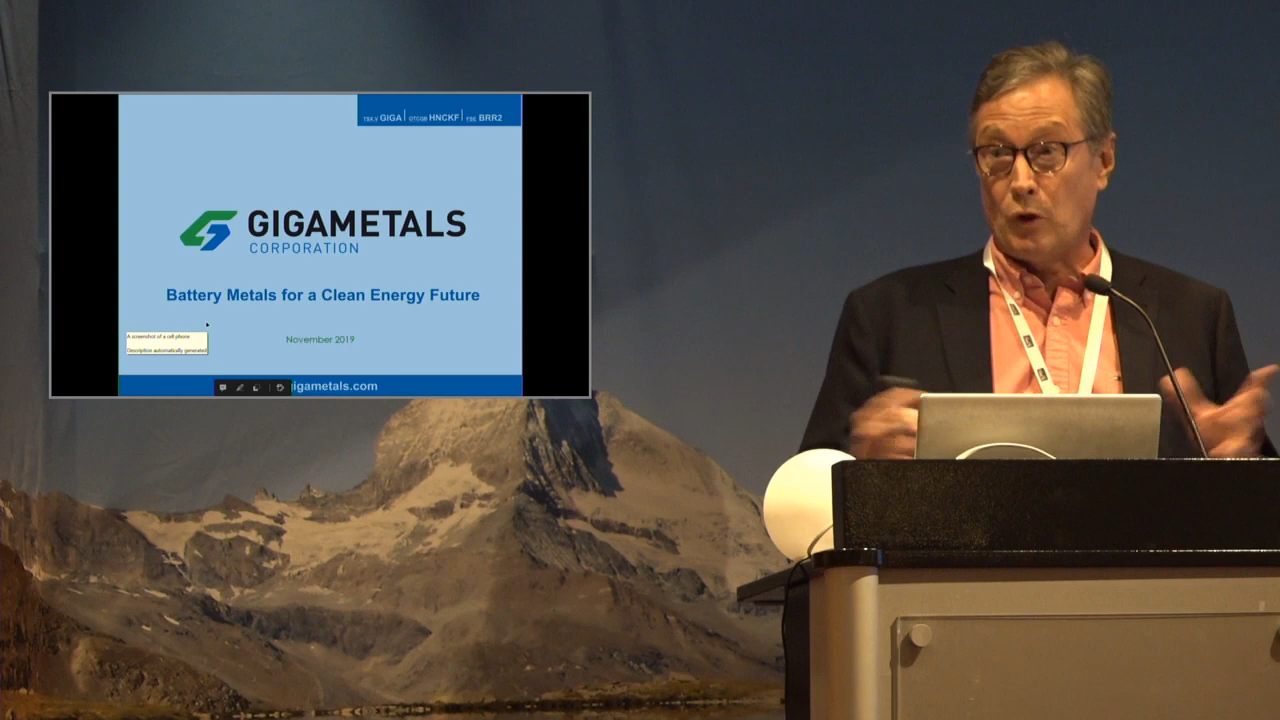 TSX.V GIGA | OTCQB HNCKF | FSE BRR2
GIGAMETALS
CORPORATION
Battery Metals for a Clean Energy Future
A screenshot of a cell phone
Description automatically generated
November 2019
igametals.com